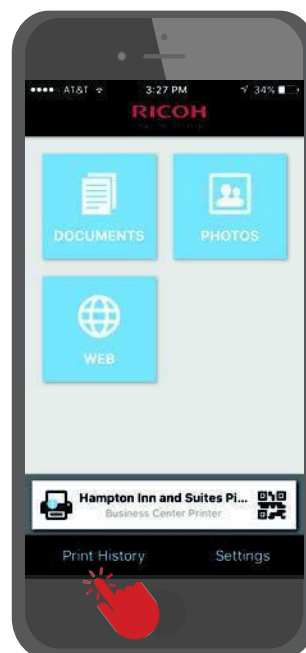 AT&T 3:27 PM 34%
RICOH
DOCUMENTS PHOTOS
WEB
Hampton Inn and Suites Pi...
Business Center Printer
Print History Settings